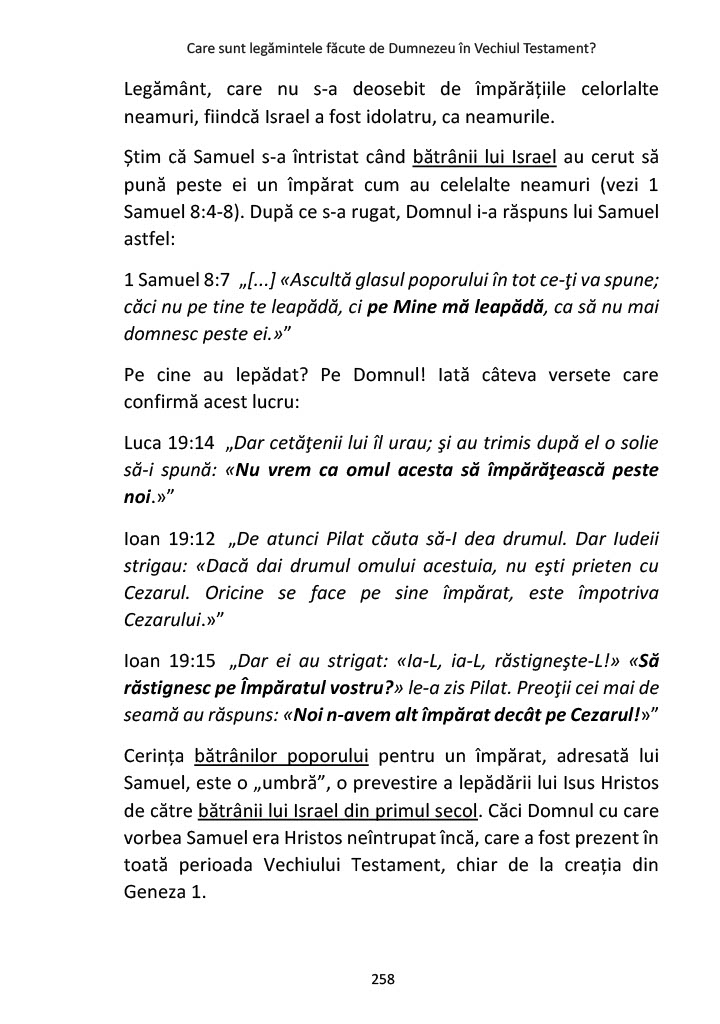 Care sunt legămintele făcute de Dumnezeu în Vechiul Testament?
Legământ, care nu s-a deosebit de împărățiile celorlalte
neamuri, fiindcă Israel a fost idolatru, ca neamurile.
Știm că Samuel s-a întristat când bătrânii lui Israel au cerut să
pună peste ei un împărat cum au celelalte neamuri (vezi 1
Samuel 8:4-8). După ce s-a rugat, Domnul i-a răspuns lui Samuel
astfel:
1 Samuel 8:7 „[...] «Ascultă glasul poporului în tot ce-ţi va spune;
căci nu pe tine te leapădă, ci pe Mine mă leapădă, ca să nu mai
domnesc peste ei.»”
Pe cine au lepădat? Pe Domnul! Iată câteva versete care
confirmă acest lucru:
Luca 19:14 „Dar cetăţenii lui îl urau; şi au trimis după el o solie
să-i spună: «Nu vrem ca omul acesta să împărăţească peste
noi.»”
Ioan 19:12 „De atunci Pilat căuta să-I dea drumul. Dar Iudeii
strigau: «Dacă dai drumul omului acestuia, nu eşti prieten cu
Cezarul. Oricine se face pe sine împărat, este împotriva
Cezarului.»”
Ioan 19:15 „Dar ei au strigat: «Ia-L, ia-L, răstigneşte-L!» «Să
răstignesc pe Împăratul vostru?» le-a zis Pilat. Preoţii cei mai de
seamă au răspuns: «Noi n-avem alt împărat decât pe Cezarul!»”
Cerința bătrânilor poporului pentru un împărat, adresată lui
Samuel, este o „umbră”, o prevestire a lepădării lui Isus Hristos
de către bătrânii lui Israel din primul secol. Căci Domnul cu care
vorbea Samuel era Hristos neîntrupat încă, care a fost prezent în
toată perioada Vechiului Testament, chiar de la creația din
Geneza 1.
258